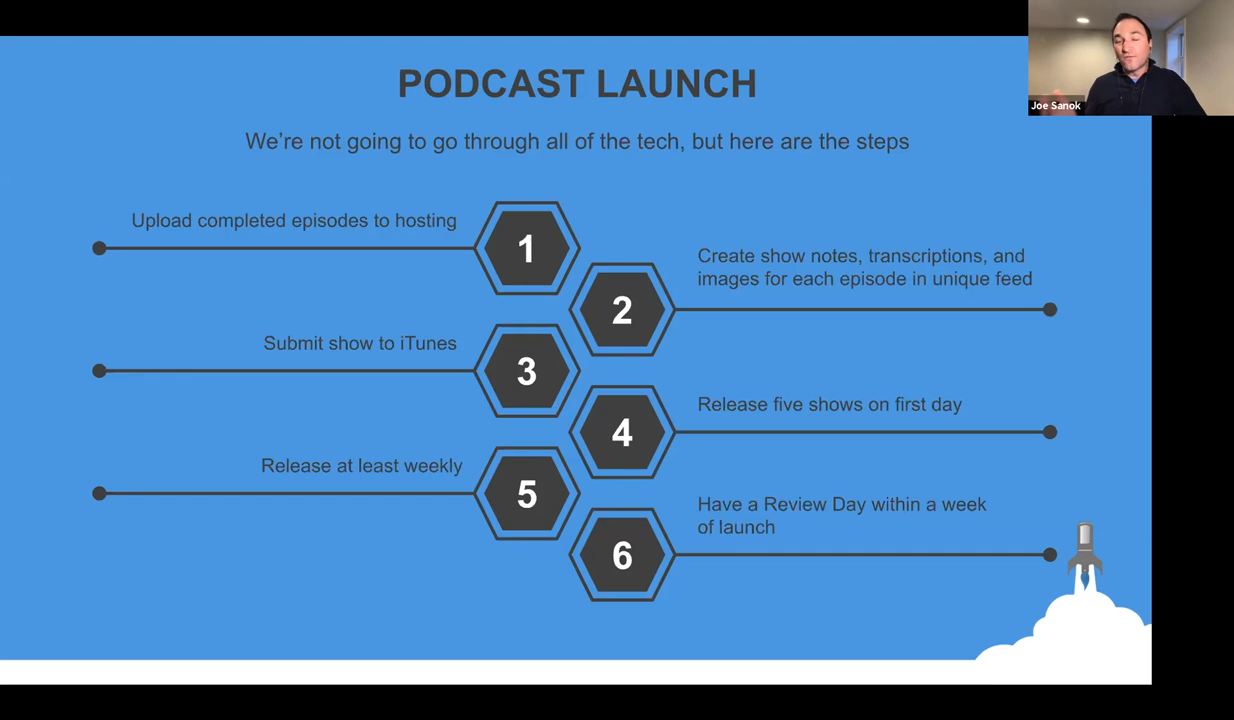 PODCAST LAUNCH
We’re not going to go through all of the tech, but here are the steps
Joe Sanok
Upload completed episodes to hosting
1
Create show notes, transcriptions, and
images for each episode in unique feed
2
Submit show to iTunes
3
Release five shows on first day
4
Release at least weekly
5
Have a Review Day within a week
of launch
6